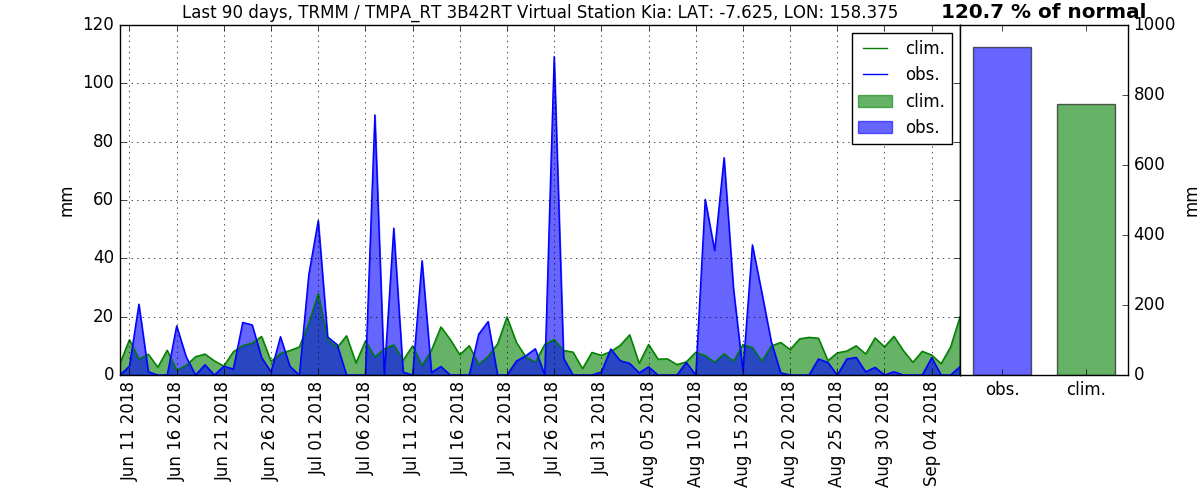 Last 90 days, TRMM / TMPA_RT 3B42RT Virtual Station Kia: LAT: -7.625, LON: 158.375
120.7 % of normal
120
100
80
60
40
20
0
mm
clim.
obs.
clim.
obs.
1000
800
600
400
200
0
mm
Jun 11 2018
Jun 16 2018
Jun 21 2018
Jun 26 2018
Jul 01 2018
Jul 06 2018
Jul 11 2018
Jul 16 2018
Jul 21 2018
Jul 26 2018
Jul 31 2018
Aug 05 2018
Aug 10 2018
Aug 15 2018
Aug 20 2018
Aug 25 2018
Aug 30 2018
Sep 04 2018
obs.
clim.